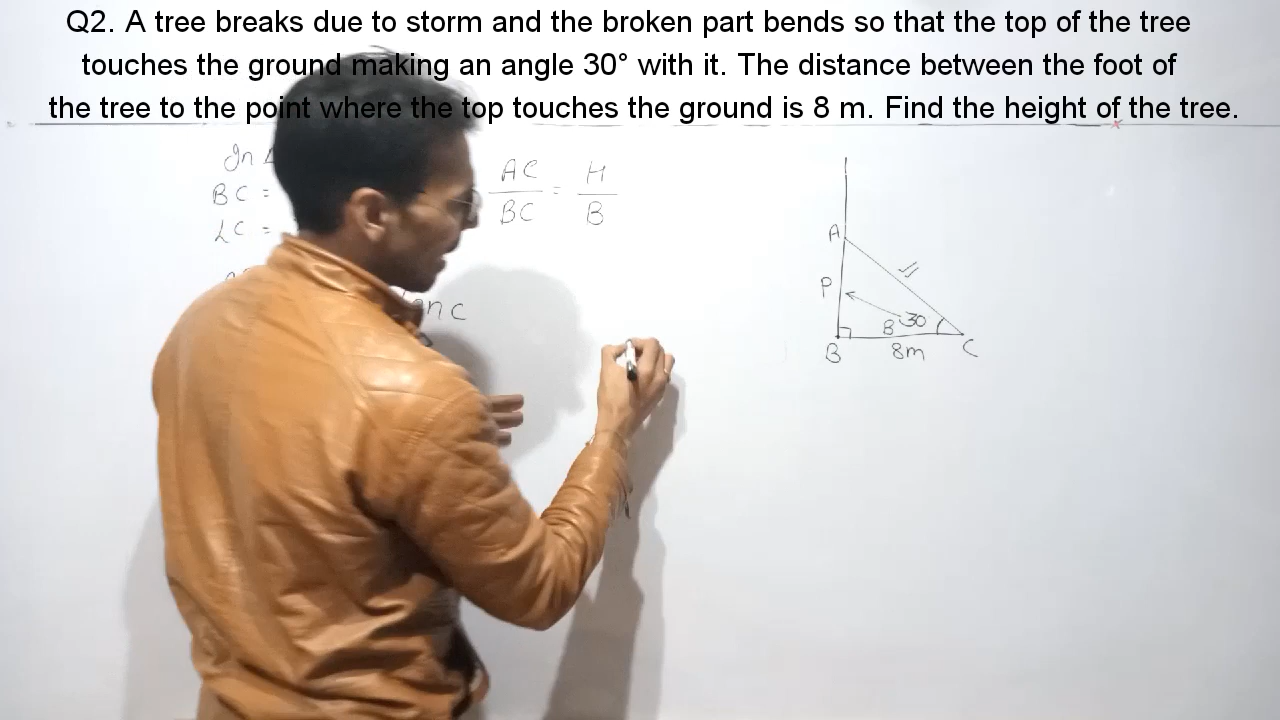 Q2. A tree breaks due to storm and the broken part bends so that the top of the tree
touches the ground making an angle 30° with it. The distance between the foot of
the tree to the point where the top touches the ground is 8 m. Find the height of the tree.
In
BC =
∠C =
AC = H
BC B
C
A
P
B 30
B 8m C